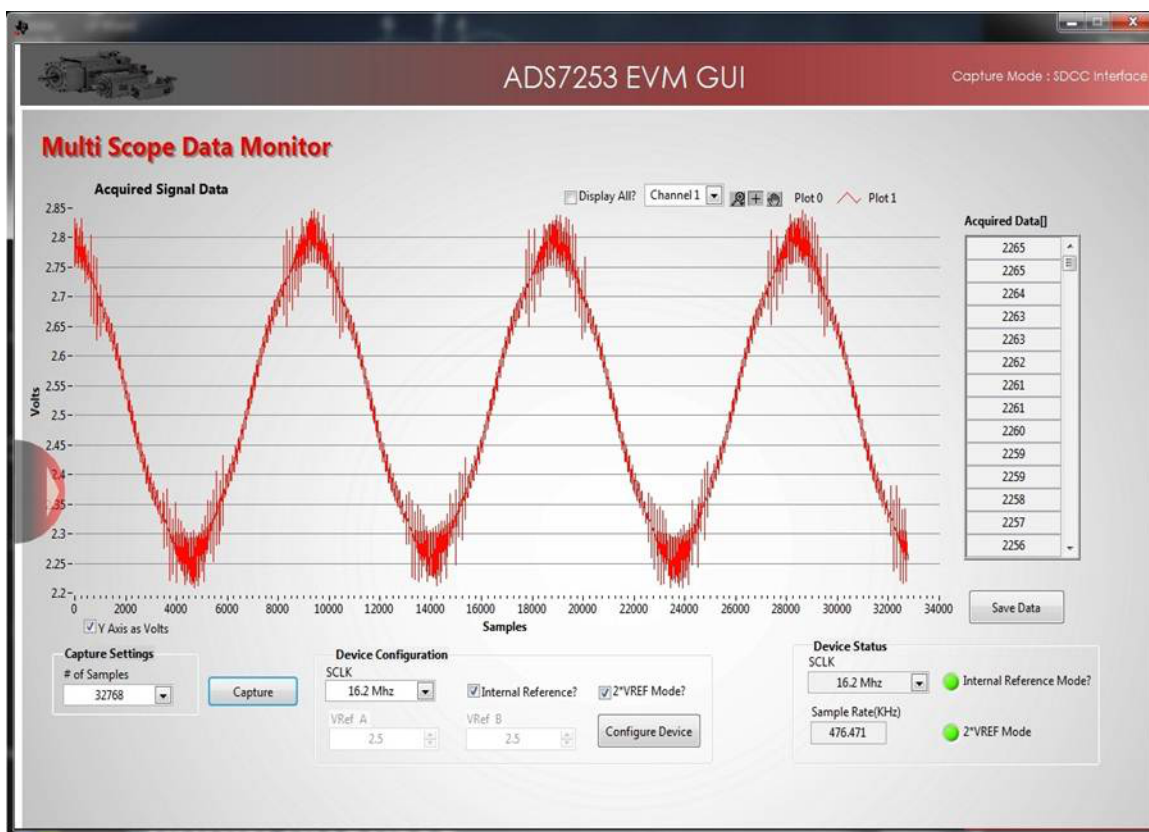 ADS7253 EVM GUI
Capture Mode : SDCC Interface
Multi Scope Data Monitor
Acquired Signal Data
Display All?
Channel 1
Plot 0
Plot 1
Acquired Data[]
2265
2265
2264
2263
2263
2262
2261
2261
2260
2259
2259
2258
2257
2256
Volts
2.85
2.8
2.75
2.7
2.65
2.6
2.55
2.5
2.45
2.4
2.35
2.3
2.25
2.2
0 2000 4000 6000 8000 10000 12000 14000 16000 18000 20000 22000 24000 26000 28000 30000 32000 34000
Samples
Y Axis as Volts
Save Data
Capture Settings
# of Samples
32768
Capture
Device Configuration
SCLK
16.2 Mhz
Internal Reference?
2*VREF Mode?
VRef A
2.5
VRef B
2.5
Configure Device
Device Status
SCLK
16.2 Mhz
Internal Reference Mode?
Sample Rate(KHz)
476.471
2*VREF Mode